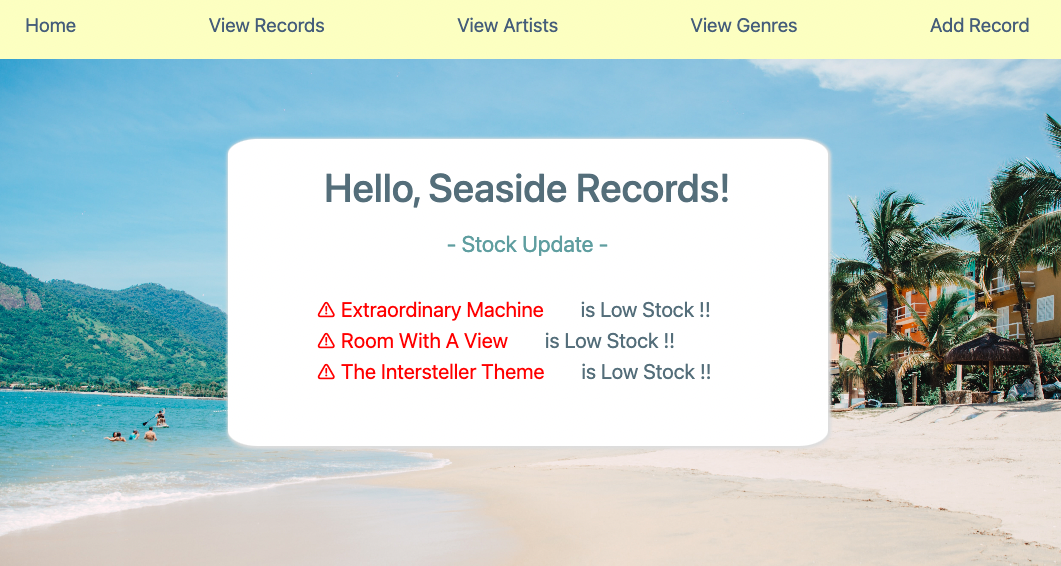 Home View Records View Artists View Genres Add Record
Hello, Seaside Records!
- Stock Update -
⚠ Extraordinary Machine is Low Stock !!
⚠ Room With A View is Low Stock !!
⚠ The Intersteller Theme is Low Stock !!